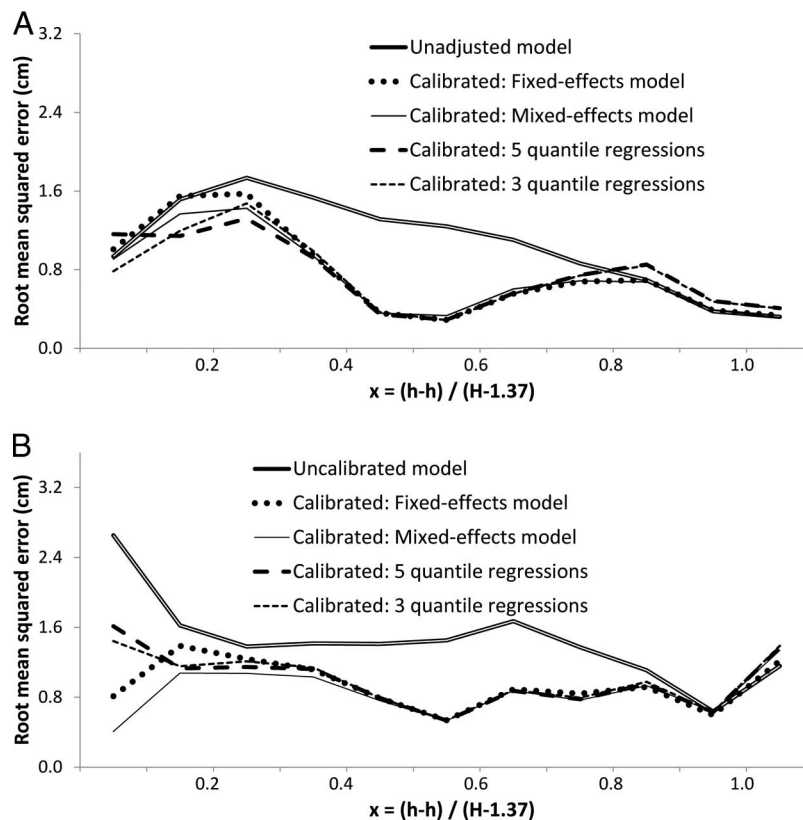 A
3.2
2.4
1.6
0.8
0.0
Root mean squared error (cm)
Unadjusted model
Calibrated: Fixed-effects model
Calibrated: Mixed-effects model
Calibrated: 5 quantile regressions
Calibrated: 3 quantile regressions
0.2 0.4 0.6 0.8 1.0
x = (h-h) / (H-1.37)
B
3.2
2.4
1.6
0.8
0.0
Root mean squared error (cm)
Uncalibrated model
Calibrated: Fixed-effects model
Calibrated: Mixed-effects model
Calibrated: 5 quantile regressions
Calibrated: 3 quantile regressions
0.2 0.4 0.6 0.8 1.0
x = (h-h) / (H-1.37)